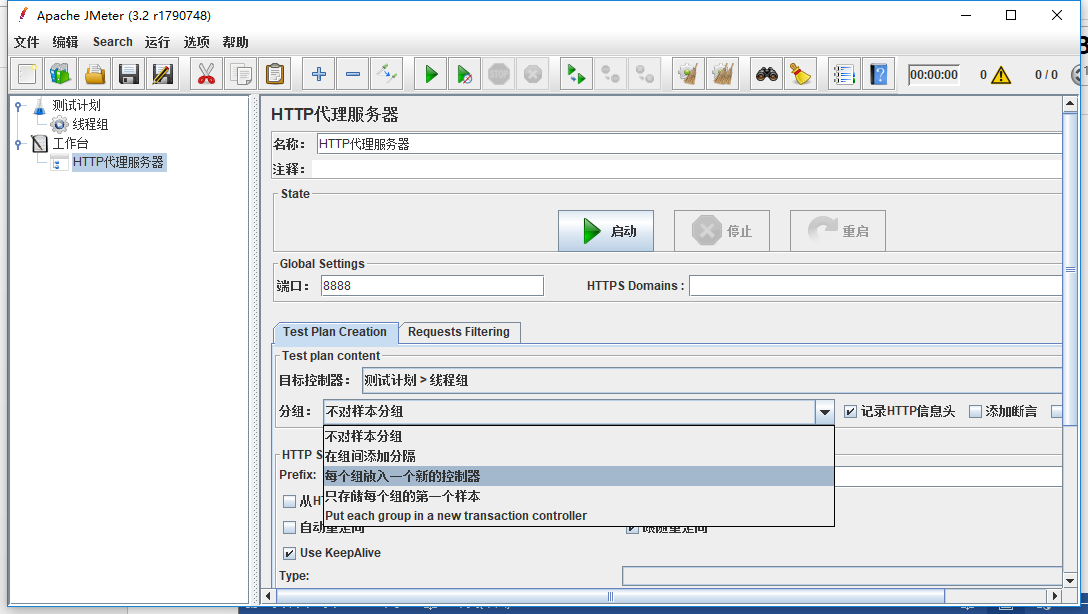 Apache JMeter (3.2 r1790748)
文件 编辑 Search 运行 选项 帮助
STOP 00:00:00 0 0 / 0
测试计划
线程组
工作台
HTTP代理服务器
HTTP代理服务器
名称： HTTP代理服务器
注释：
State
启动 停止 重启
Global Settings
端口： 8888 HTTPS Domains :
Test Plan Creation Requests Filtering
Test plan content
目标控制器： 测试计划 > 线程组
分组： 不对样本分组 记录HTTP信息头 添加断言
不对样本分组
在组间添加分隔
HTTP S
每个组放入一个新的控制器
Prefix:
只存储每个组的第一个样本
从H
Put each group in a new transaction controller
自动重定向 跟随重定向
Use KeepAlive
Type: